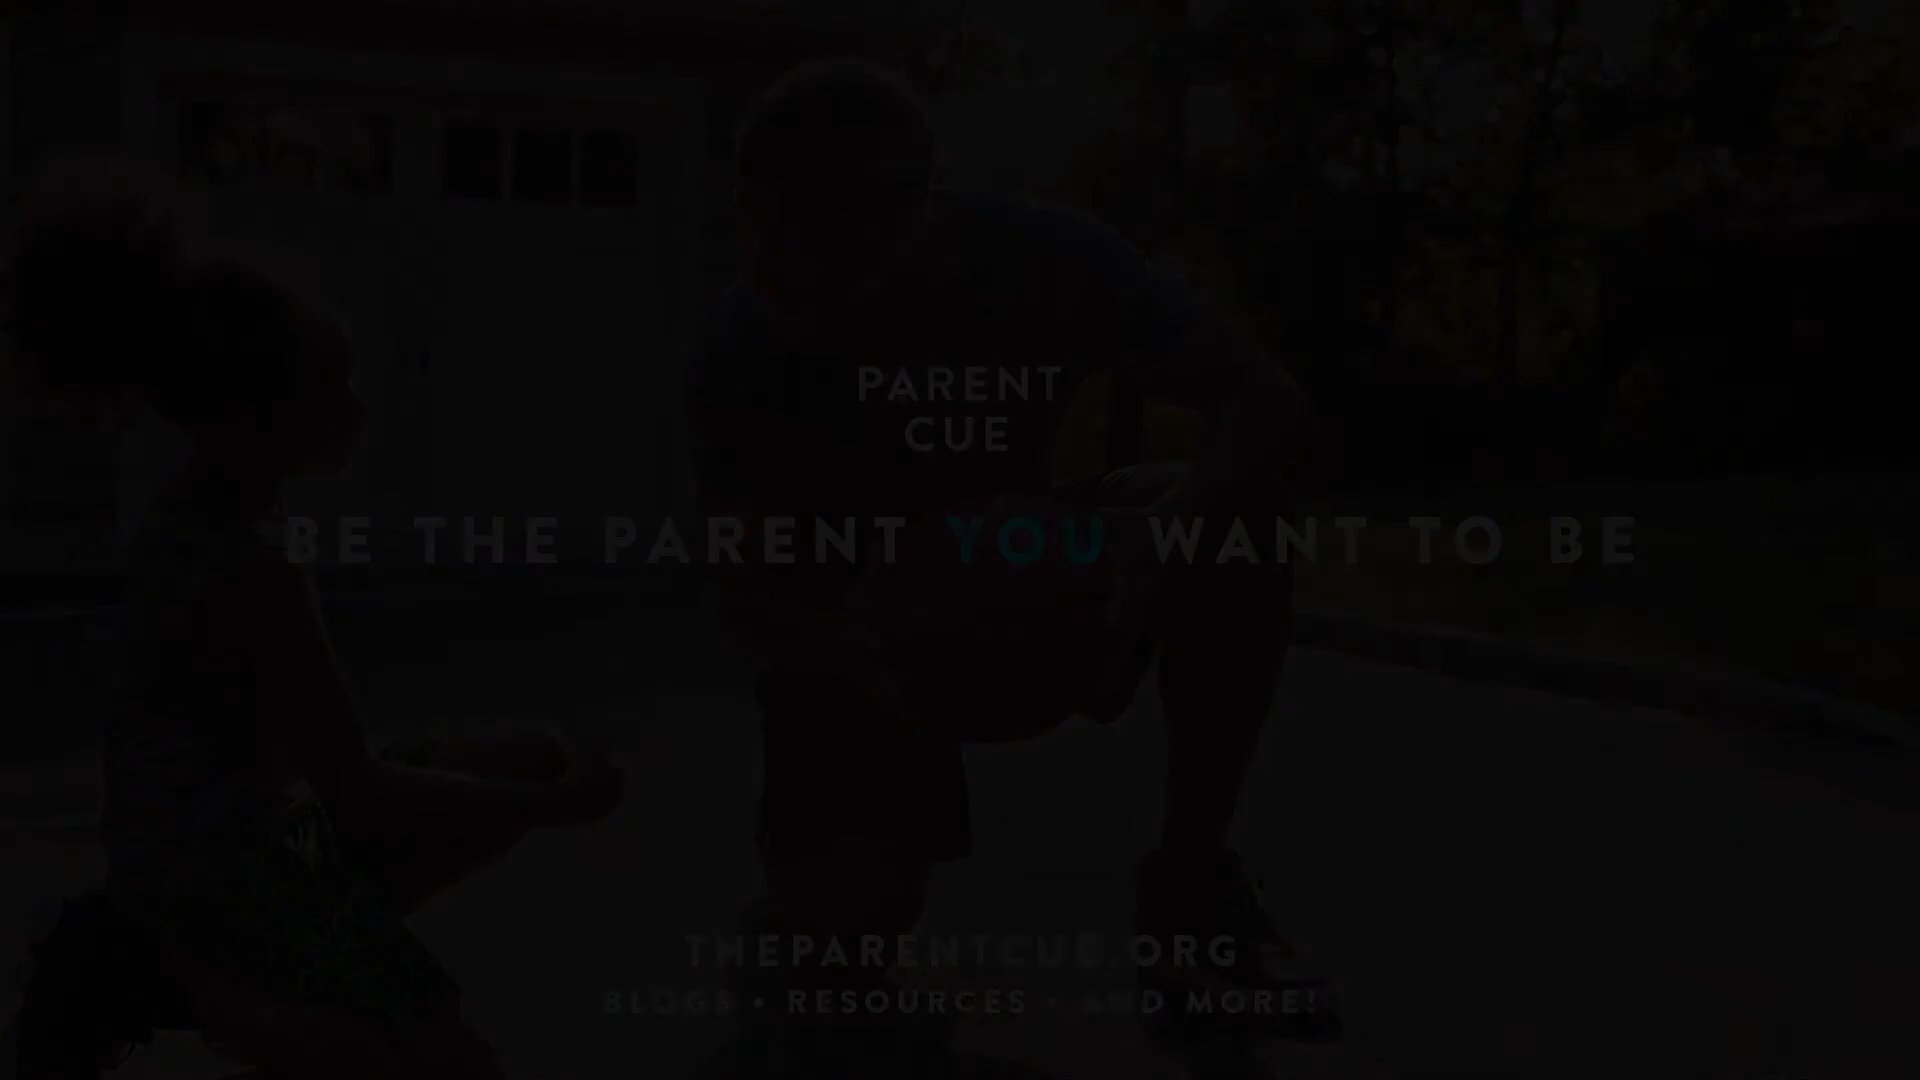 PARENT
CUE
BE THE PARENT YOU WANT TO BE
THEPARENTCUE.ORG
BLOGS • RESOURCES • AND MORE!